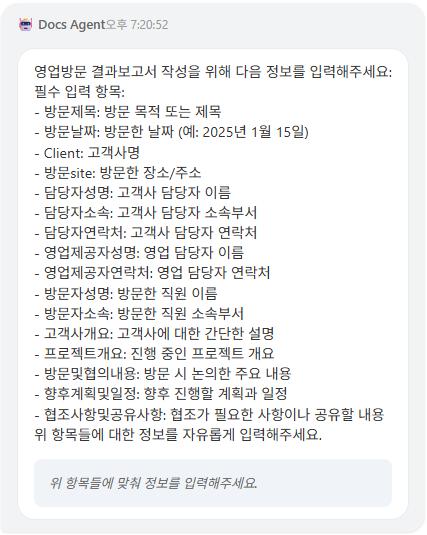 Docs Agent오후 7:20:52
영업방문 결과보고서 작성을 위해 다음 정보를 입력해주세요:
필수 입력 항목:
- 방문제목: 방문 목적 또는 제목
- 방문날짜: 방문한 날짜 (예: 2025년 1월 15일)
- Client: 고객사명
- 방문site: 방문한 장소/주소
- 담당자성명: 고객사 담당자 이름
- 담당자소속: 고객사 담당자 소속부서
- 담당자연락처: 고객사 담당자 연락처
- 영업제공자성명: 영업 담당자 이름
- 영업제공자연락처: 영업 담당자 연락처
- 방문자성명: 방문한 직원 이름
- 방문자소속: 방문한 직원 소속부서
- 고객사개요: 고객사에 대한 간단한 설명
- 프로젝트개요: 진행 중인 프로젝트 개요
- 방문및협의내용: 방문 시 논의한 주요 내용
- 향후계획및일정: 향후 진행할 계획과 일정
- 협조사항및공유사항: 협조가 필요한 사항이나 공유할 내용
위 항목들에 대한 정보를 자유롭게 입력해주세요.
위 항목들에 맞춰 정보를 입력해주세요.